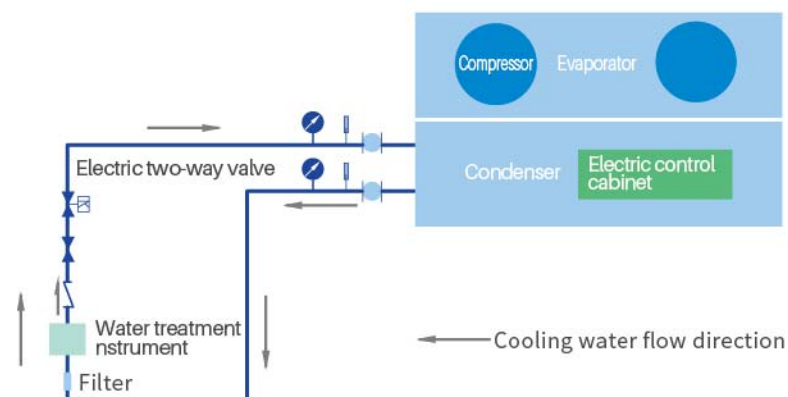 Compressor
Evaporator
Electric two-way valve
Condenser
Electric control
cabinet
Water treatment
nstrument
Cooling water flow direction
Filter